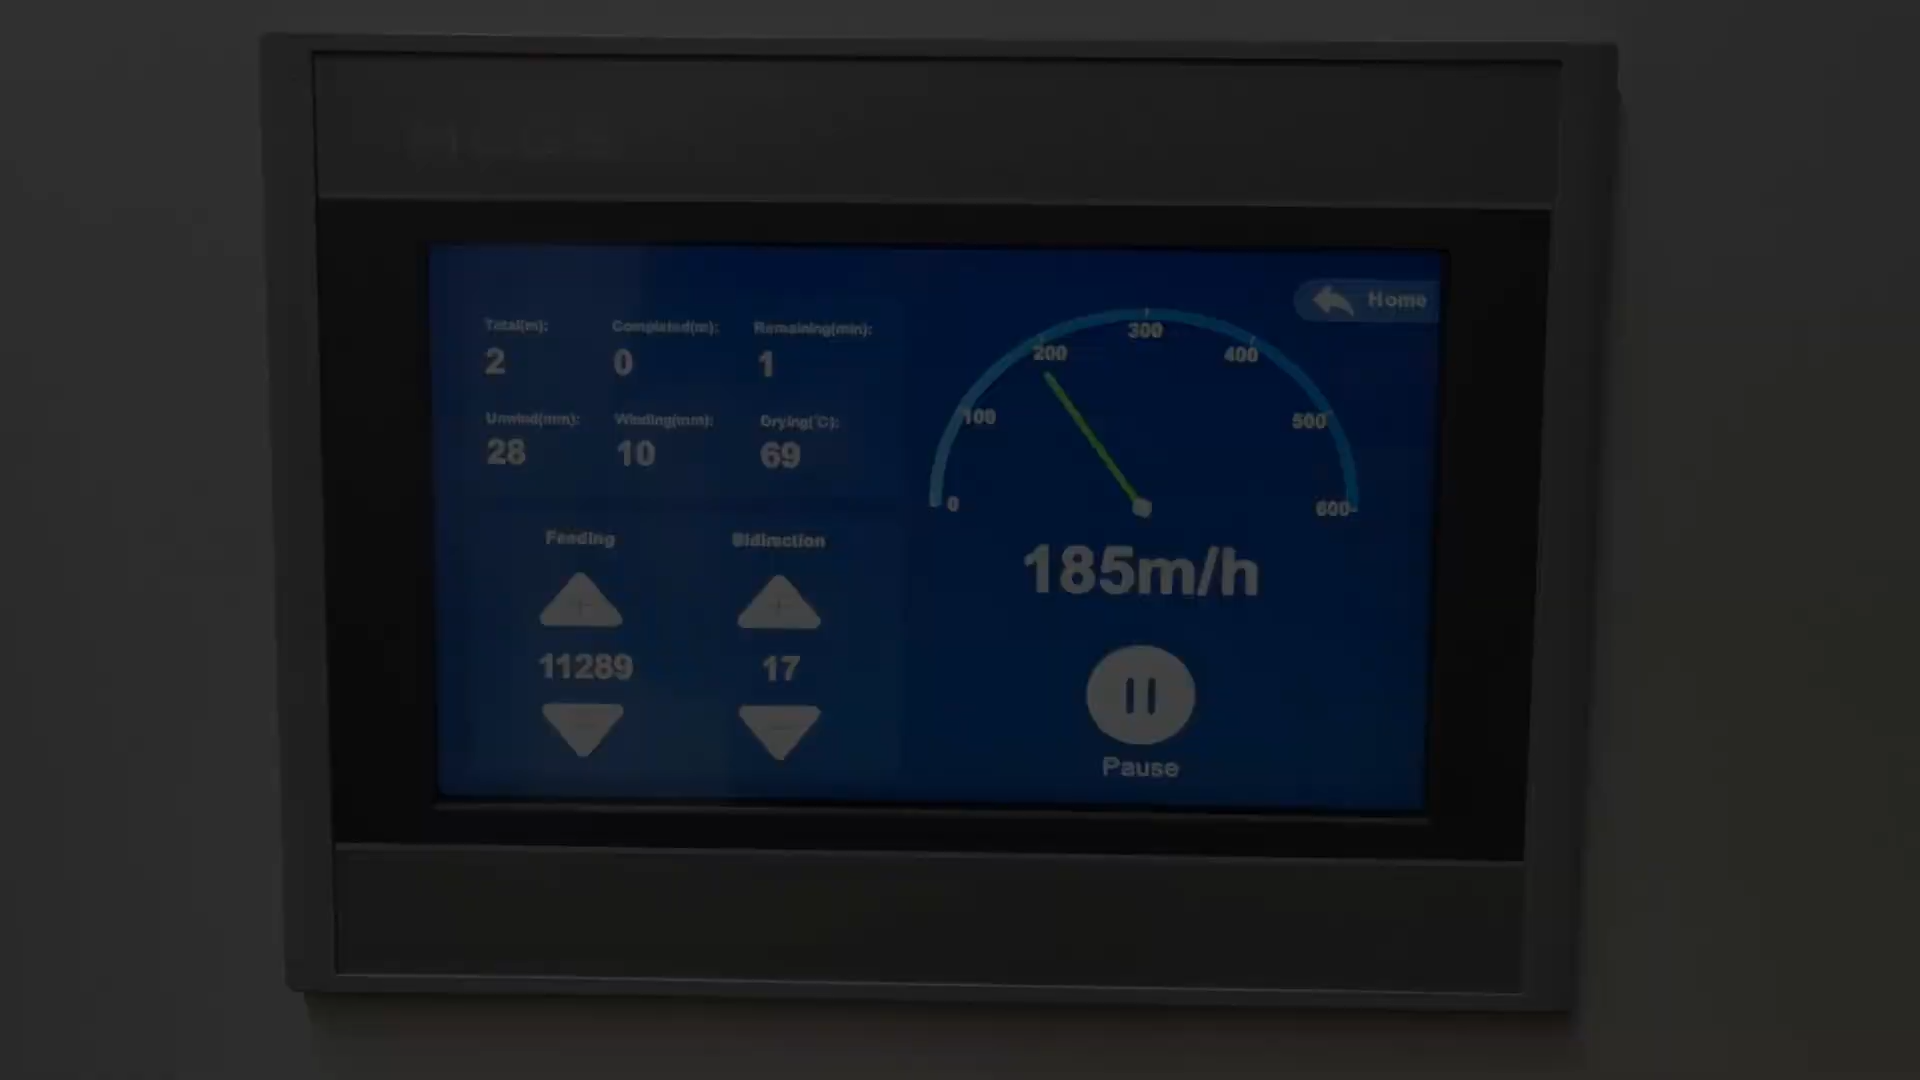 Home
Total(m): Completed(m): Remaining(min):
2 0 1
Unwind(mm): Winding(mm): Drying(°C):
28 10 69
Feeding Bidirection
11289 17
0 100 200 300 400 500 600
185m/h
Pause